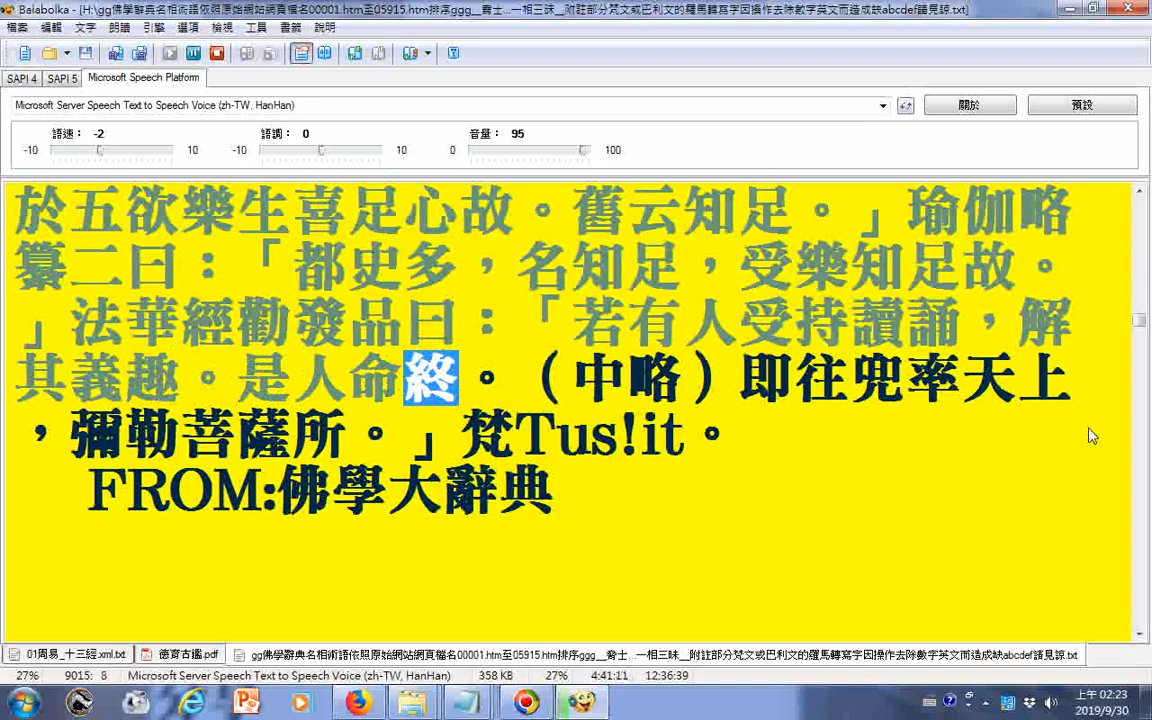 Balabolka - [H:\gg佛學辭典名相術語依照原始網站網頁檔名00001.htm至05915.htm排序ggg__脅士...一相三昧__附註部分梵文或巴利文的羅馬轉寫字因操作去除數字英文而造成缺abcdef請見諒.txt]
檔案 編輯 文字 朗讀 引擎 選項 檢視 工具 書籤 說明
SAPI 4 SAPI 5 Microsoft Speech Platform
Microsoft Server Speech Text to Speech Voice (zh-TW, HanHan) 關於 預設
語速： -2 語調： 0 音量： 95
-10 10 -10 10 0 100
於五欲樂生喜足心故。舊云知足。」瑜伽略
纂二曰：「都史多，名知足，受樂知足故。
」法華經勸發品曰：「若有人受持讀誦，解
其義趣。是人命終。（中略）即往兜率天上
，彌勒菩薩所。」梵Tus!it。
FROM:佛學大辭典
01周易_十三經.xml.txt 德育古鑑.pdf gg佛學辭典名相術語依照原始網站網頁檔名00001.htm至05915.htm排序ggg__脅士...一相三昧__附註部分梵文或巴利文的羅馬轉寫字因操作去除數字英文而造成缺abcdef請見諒.txt
27% 9015: 8 Microsoft Server Speech Text to Speech Voice (zh-TW, HanHan) 358 KB 27% 4:41:11 12:36:39
上午 02:23
2019/9/30